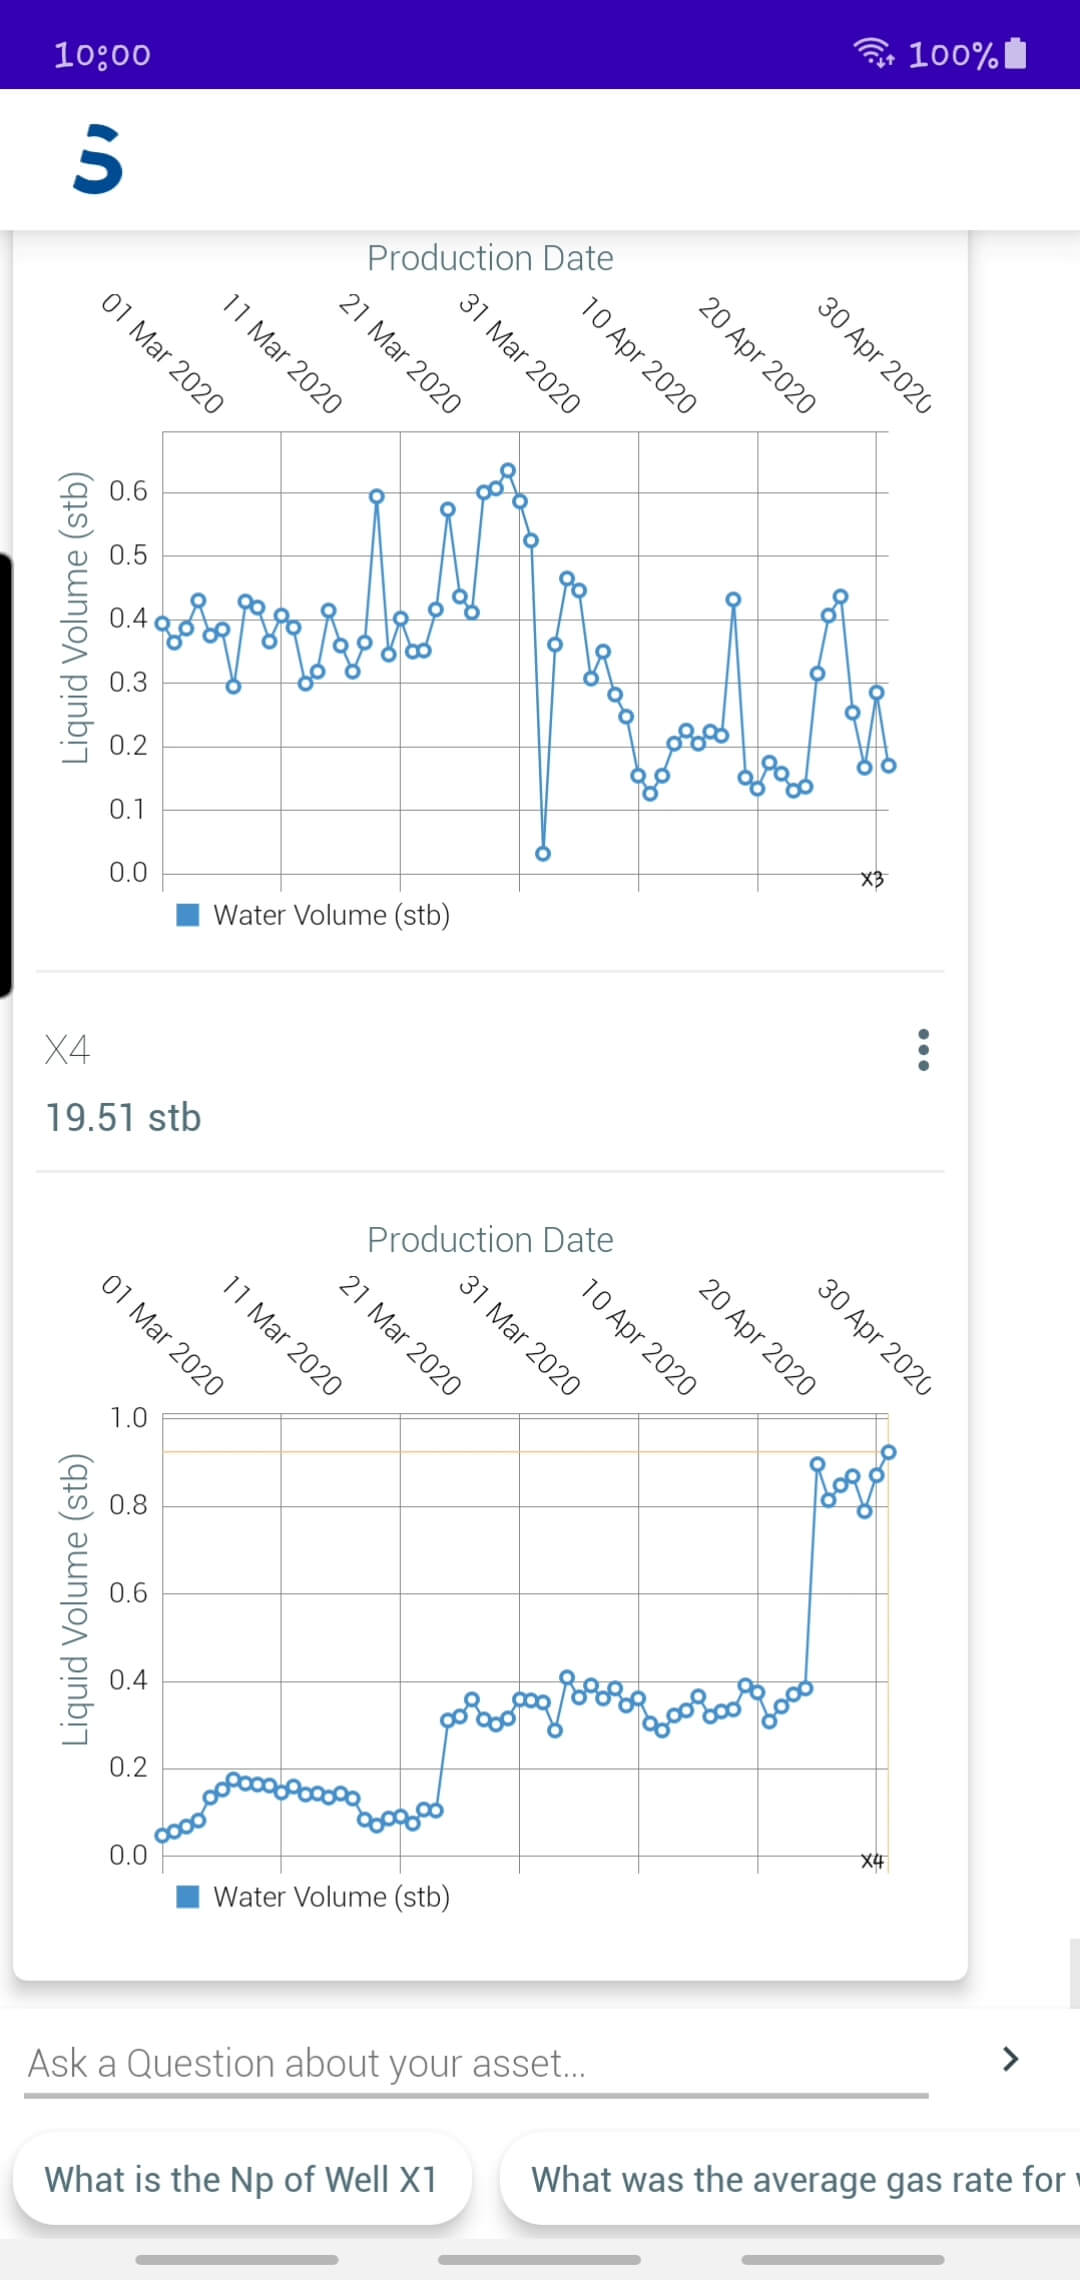 10:00
100%
Production Date
01 Mar 2020
11 Mar 2020
21 Mar 2020
31 Mar 2020
10 Apr 2020
20 Apr 2020
30 Apr 2020
Liquid Volume (stb)
0.6
0.5
0.4
0.3
0.2
0.1
0.0
X3
Water Volume (stb)
X4
19.51 stb
Production Date
01 Mar 2020
11 Mar 2020
21 Mar 2020
31 Mar 2020
10 Apr 2020
20 Apr 2020
30 Apr 2020
Liquid Volume (stb)
1.0
0.8
0.6
0.4
0.2
0.0
X4
Water Volume (stb)
Ask a Question about your asset...
What is the Np of Well X1
What was the average gas rate for